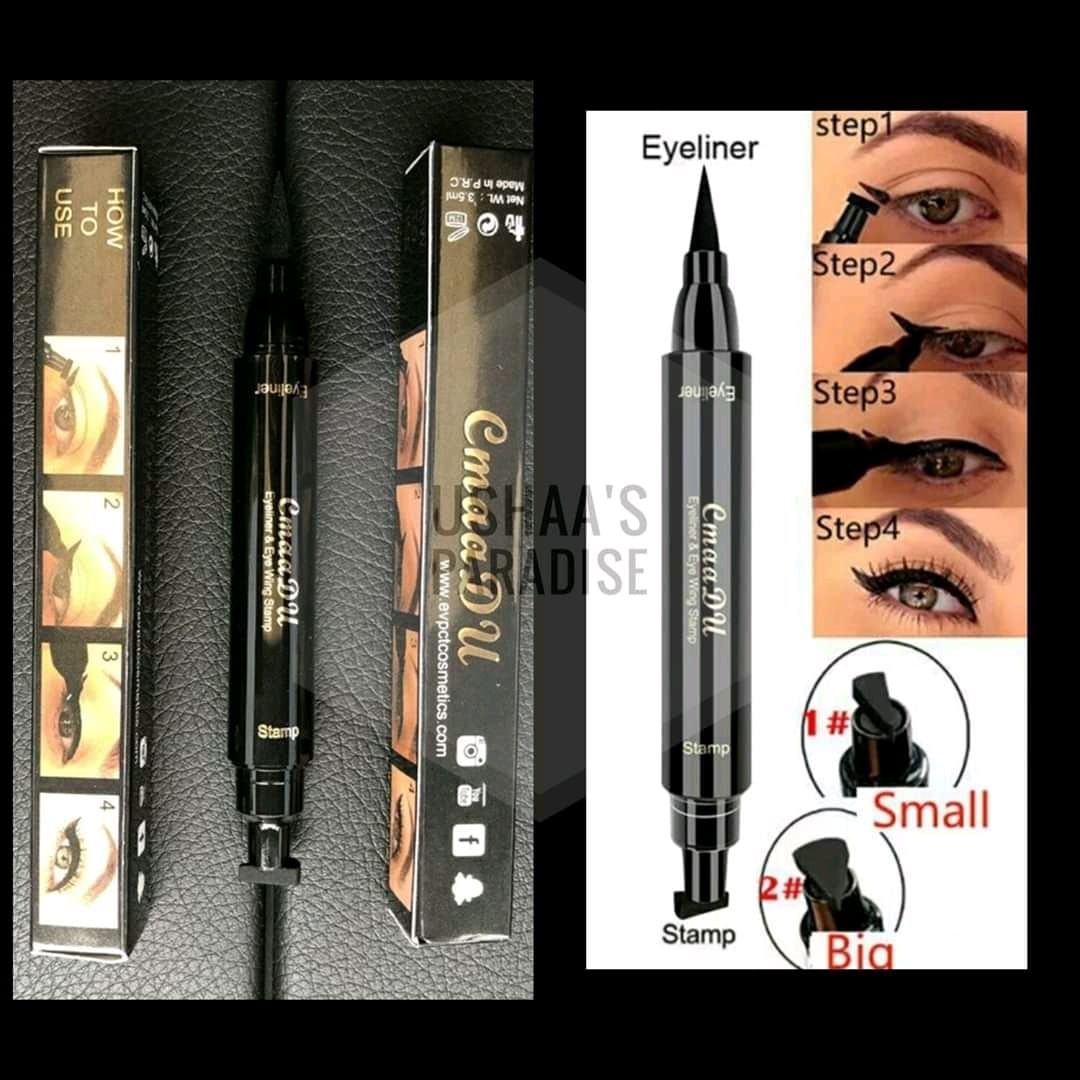 HOW
TO
USE
1
2
3
4
Eyeliner
CmaaDU
Eyeliner & Eye Wing Stamp
Stamp
Net Wt. : 3.5ml
Made In P.R.C
CmaaDU
www.evpctcosmetics.com
You
Tube
f
USHAA'S
PARADISE
Eyeliner
Eyeliner
CmaaDU
Eyeliner & Eye Wing Stamp
Stamp
Stamp
step1
Step2
Step3
Step4
1#
Small
2#
Big